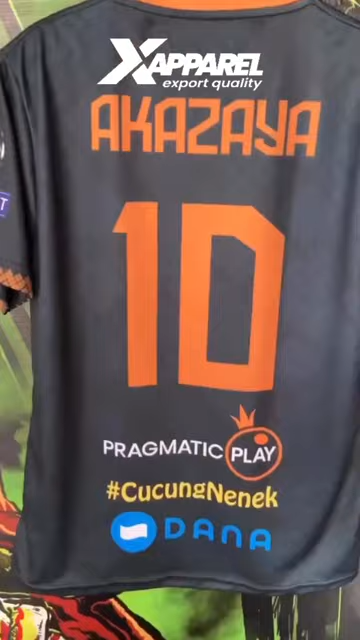 XAPPAREL
export quality
AKAZAYA
10
PRAGMATIC PLAY
#CucungNenek
DANA